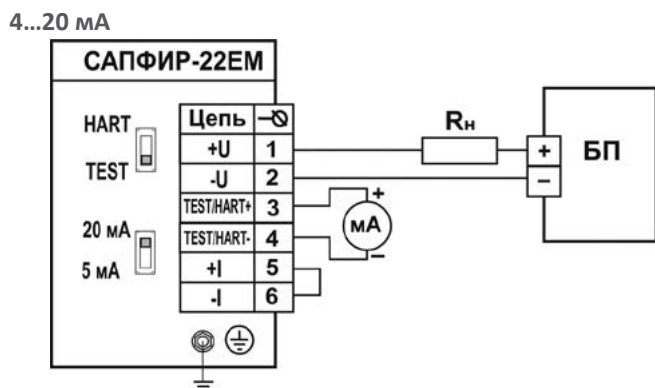 4...20 мА
САПФИР-22ЕМ
HART
TEST
20 мА
5 мА
Цепь
+U 1
-U 2
TEST/HART+ 3
TEST/HART- 4
+I 5
-I 6
Rн
+
мА
–
+ БП
–